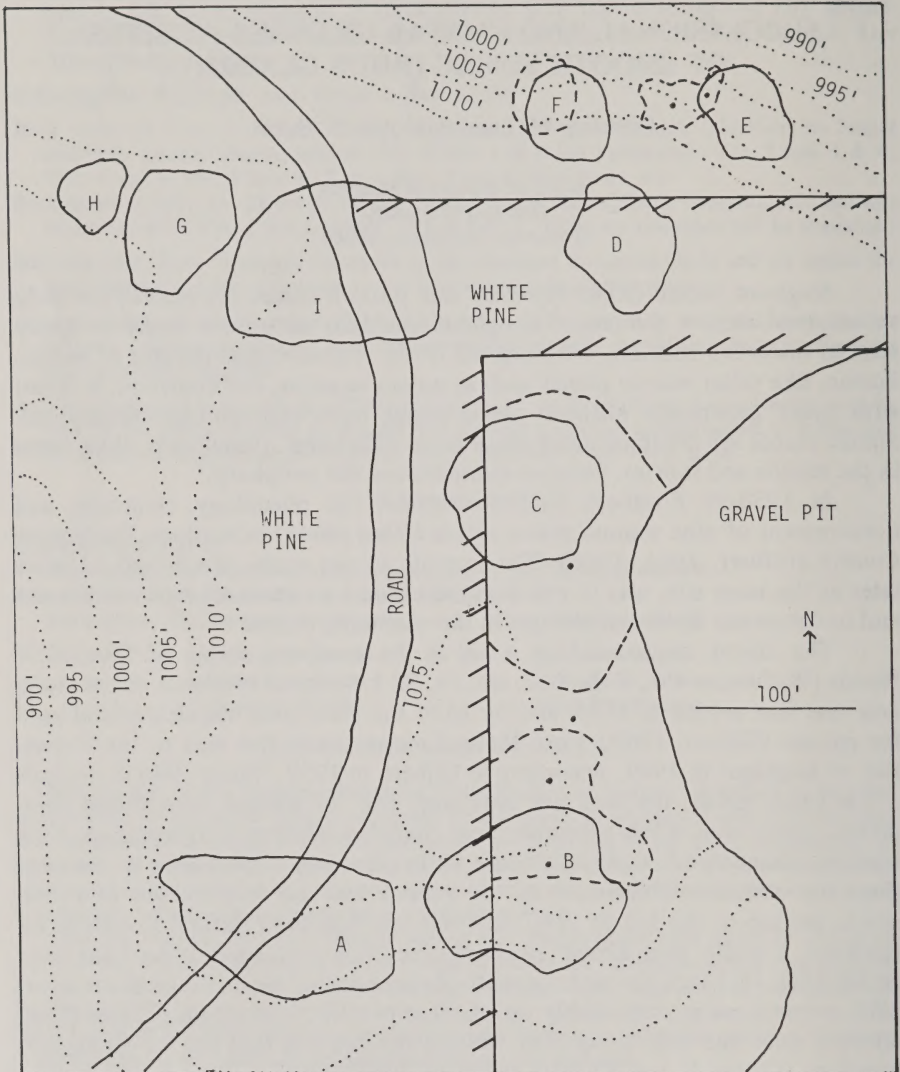 1000'
1005'
1010'
990'
995'
F
E
H
G
D
I
WHITE
PINE
C
GRAVEL PIT
WHITE
PINE
ROAD
N
100'
900'
995'
1000'
1005'
1010'
1015'
B
A